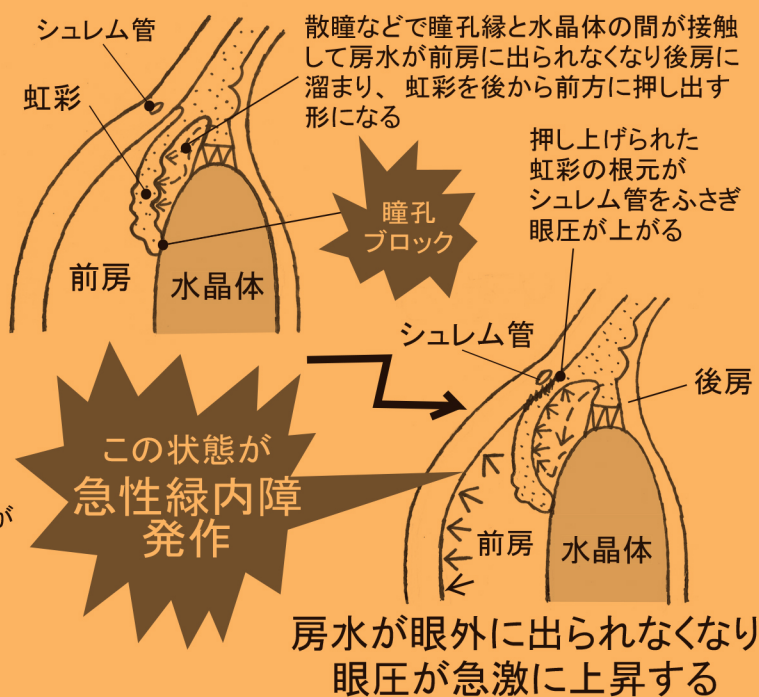 シュレム管
虹彩
散瞳などで瞳孔縁と水晶体の間が接触
して房水が前房に出られなくなり後房に
溜まり、虹彩を後から前方に押し出す
形になる
瞳孔
ブロック
前房
水晶体
押し上げられた
虹彩の根元が
シュレム管をふさぎ
眼圧が上がる
シュレム管
後房
前房
水晶体
この状態が
急性緑内障
発作
が
房水が眼外に出られなくなり
眼圧が急激に上昇する